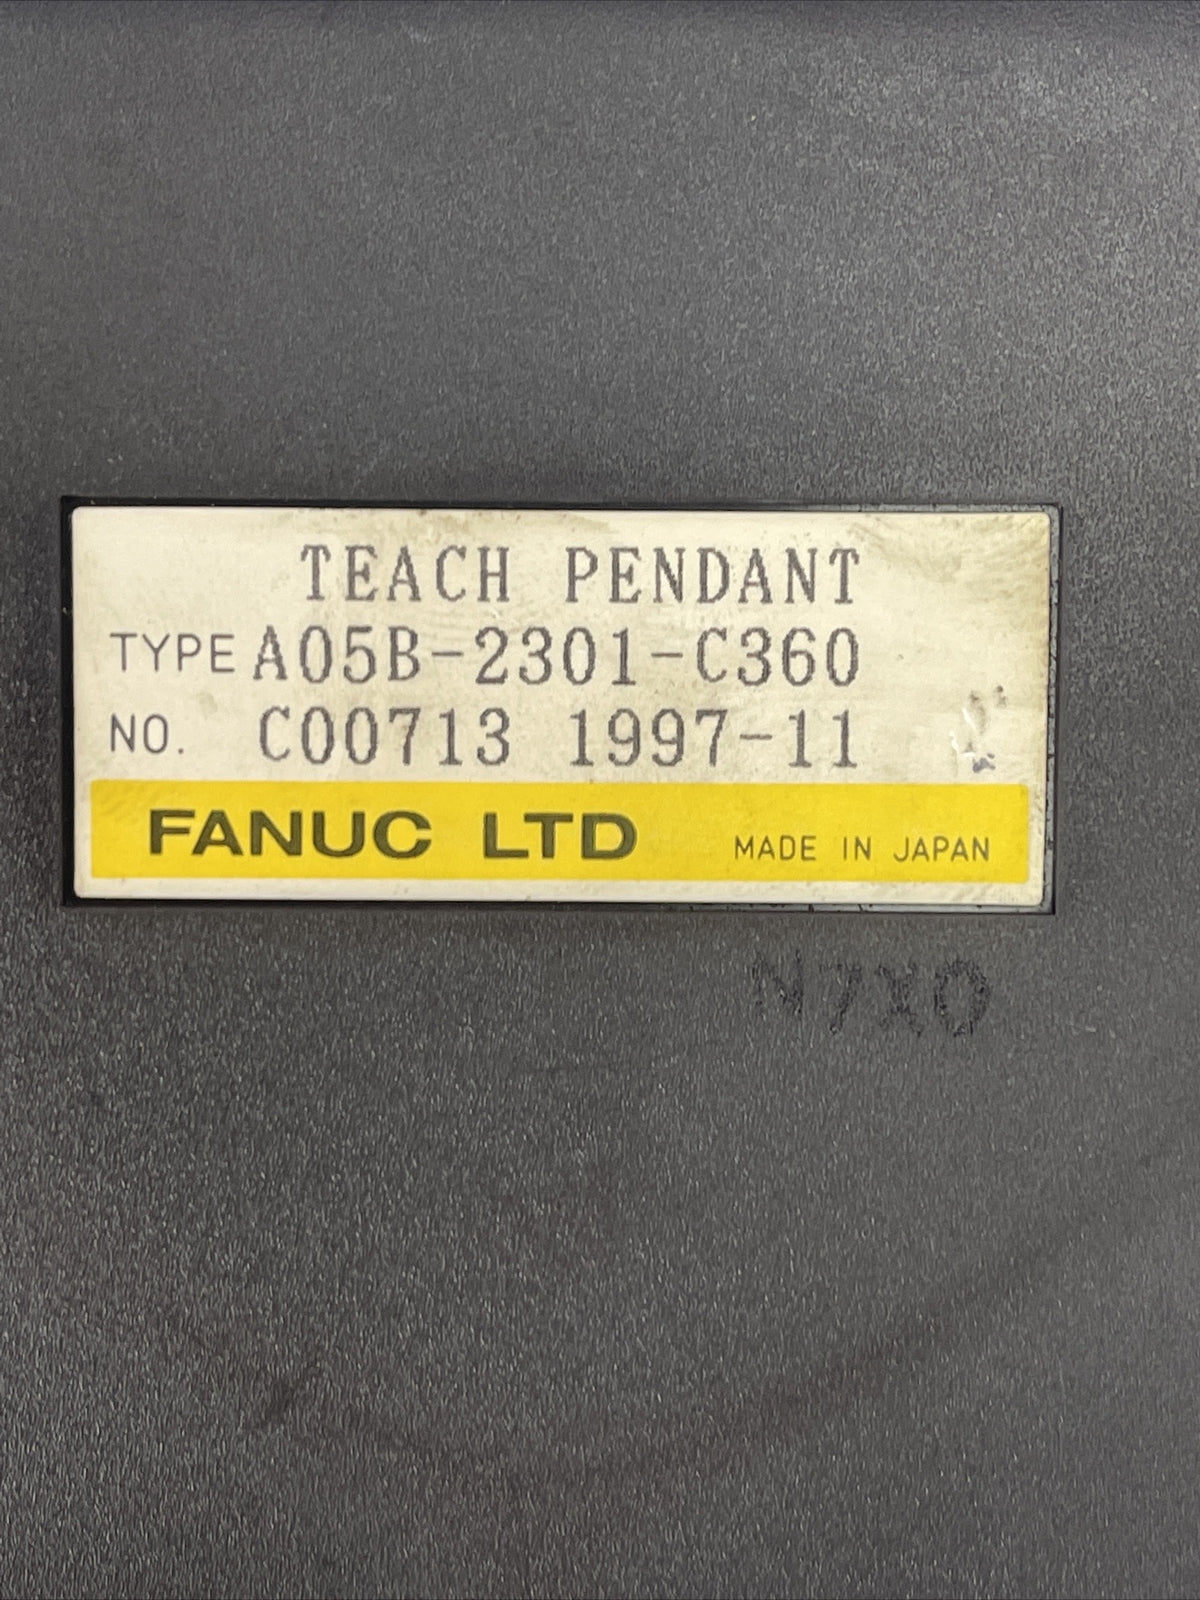 TEACH PENDANT
TYPE A05B-2301-C360
NO. C00713 1997-11
FANUC LTD MADE IN JAPAN
N7X0